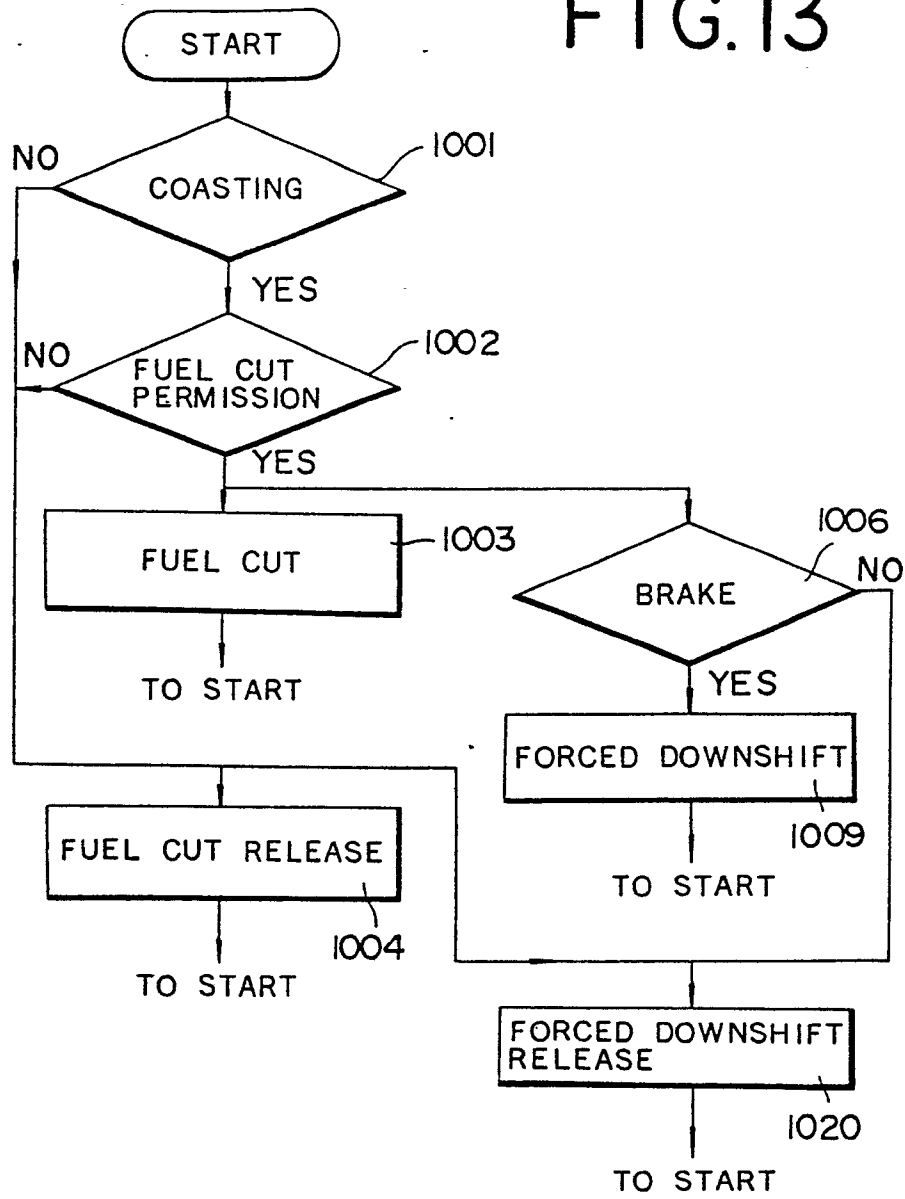 FIG.13
START
1001
NO
COASTING
YES
1002
NO
FUEL CUT
PERMISSION
YES
1003
FUEL CUT
1006
NO
BRAKE
TO START
YES
FORCED DOWNSHIFT
1009
FUEL CUT RELEASE
TO START
1004
TO START
FORCED DOWNSHIFT
RELEASE
1020
TO START